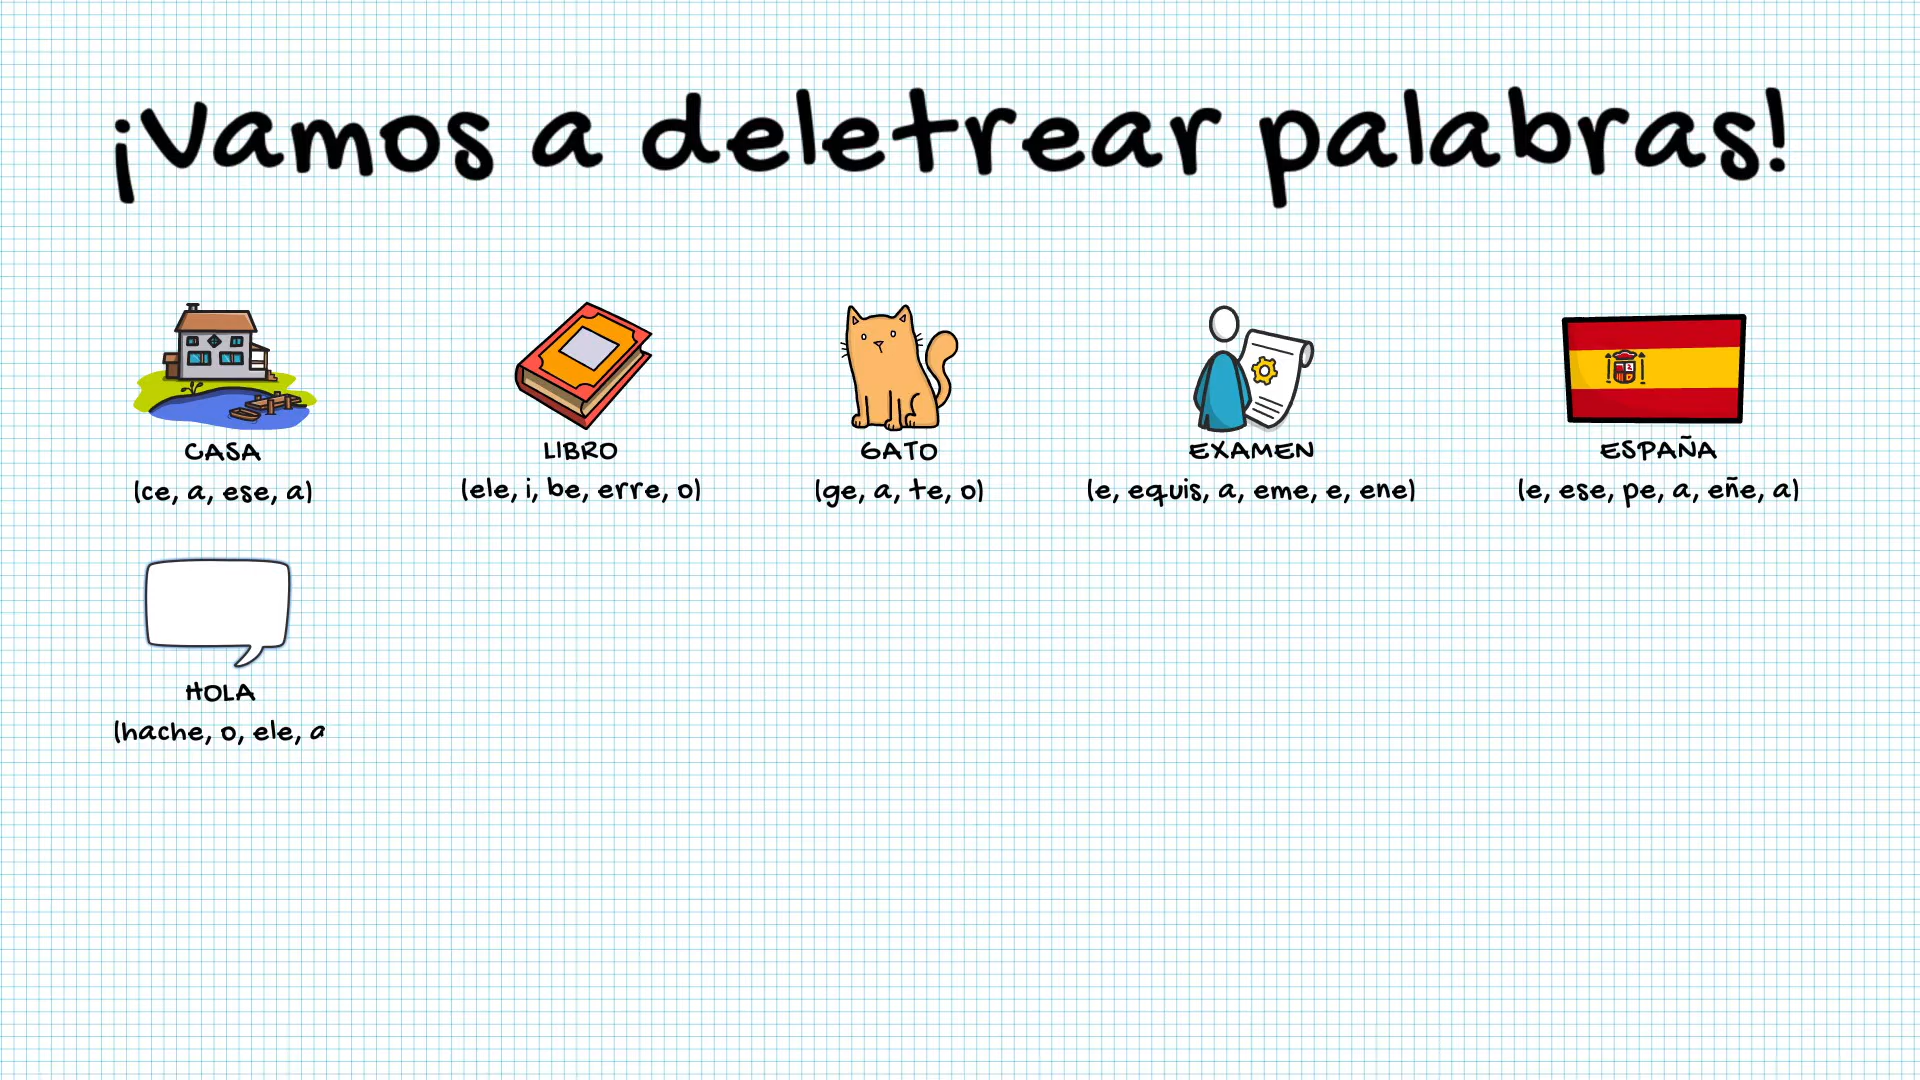 ¡Vamos a deletrear palabras!
CASA
(ce, a, ese, a)
LIBRO
(ele, i, be, erre, o)
GATO
(ge, a, te, o)
EXAMEN
(e, equis, a, eme, e, ene)
ESPAÑA
(e, ese, pe, a, eñe, a)
HOLA
(hache, o, ele, a